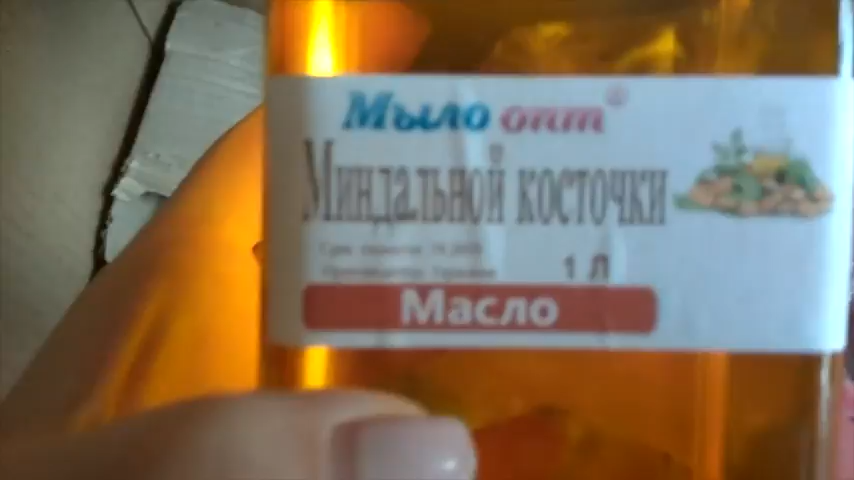 Мыло опт®
Миндальной косточки
1 Л
Масло